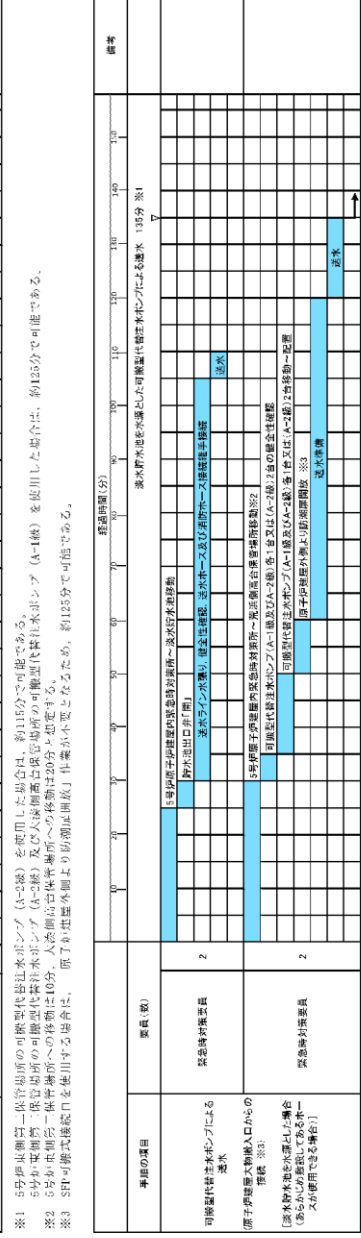 ※1 5号炉東側第二保管場所の可搬型代替注水ポンプ（A-2級）を使用した場合は、約115分で可能である。
5号炉東側第二保管場所の可搬型代替注水ポンプ（A-2級）及び大湊側高台保管場所の可搬型代替注水ポンプ（A-1級）を使用した場合は、約125分で可能である。
※2 5号炉東側第二保管場所への移動は10分、大湊側高台保管場所への移動は20分と想定する。
※3 SFP可搬式接続口を使用する場合は、「原子炉建屋外側より防潮扉開放」作業が不要となるため、約125分で可能である。
経過時間(分)
備考
10 20 30 40 50 60 70 80 90 100 110 120 130 140 150
手順の項目
要員(数)
淡水貯水池を水源とした可搬型代替注水ポンプによる送水 135分 ※1
可搬型代替注水ポンプによる
送水
(原子炉建屋大物搬入口からの
接続 ※3)
[淡水貯水池を水源とした場合
(あらかじめ敷設してあるホー
スが使用できる場合)]
緊急時対策要員
2
5号炉原子炉建屋内緊急時対策所～淡水貯水池移動
貯水池出口弁「開」
送水ライン水張り、健全性確認、送水ホース及び消防ホース接続継手接続
送水
緊急時対策要員
2
5号炉原子炉建屋内緊急時対策所～荒浜側高台保管場所移動※2
可搬型代替注水ポンプ(A-1級及びA-2級)各1台又は(A-2級)2台の健全性確認
可搬型代替注水ポンプ(A-1級及びA-2級)各1台又は(A-2級)2台移動～配置
原子炉建屋外側より防潮扉開放 ※3
送水準備
送水